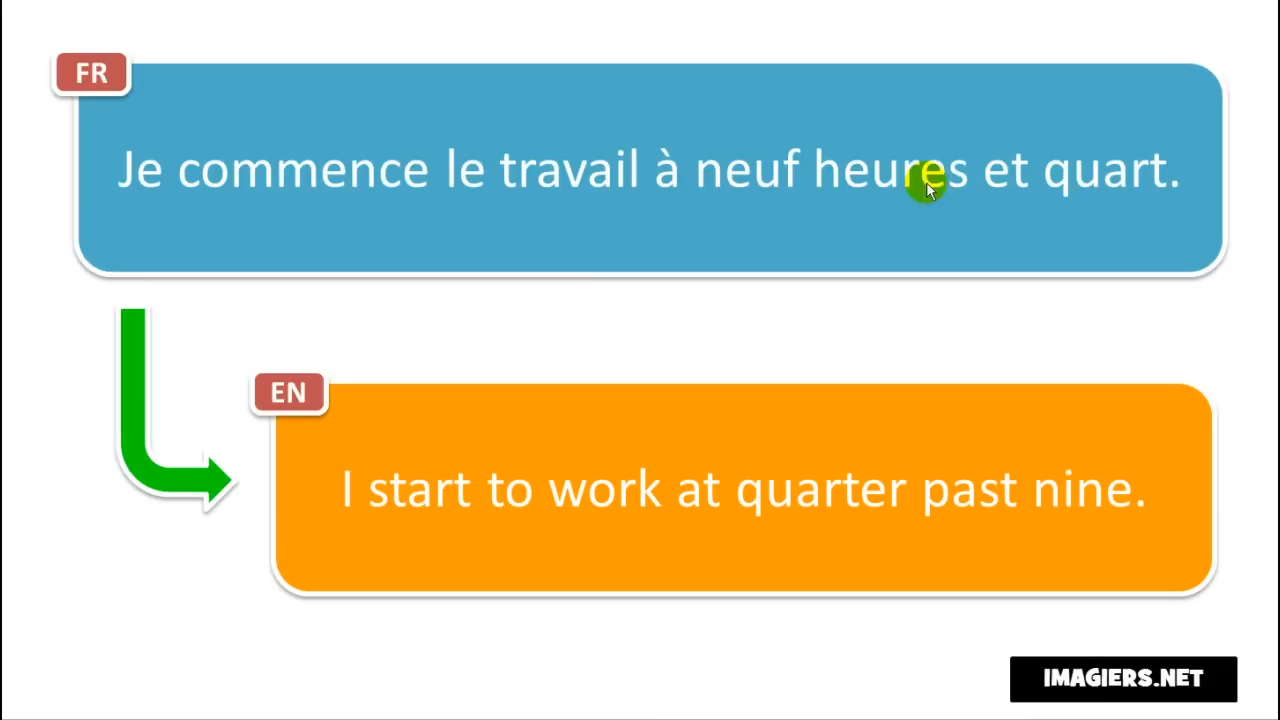 FR
Je commence le travail à neuf heures et quart.
EN
I start to work at quarter past nine.
IMAGIERS.NET